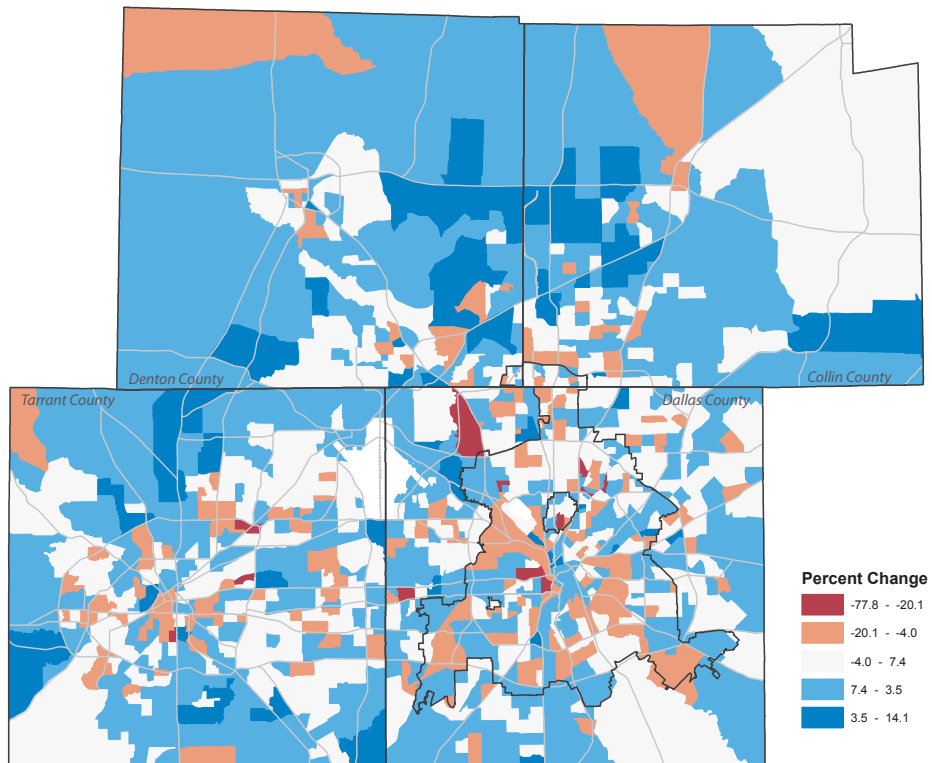 Denton County
Collin County
Tarrant County
Dallas County
Percent Change
-77.8 - -20.1
-20.1 - -4.0
-4.0 - 7.4
7.4 - 3.5
3.5 - 14.1